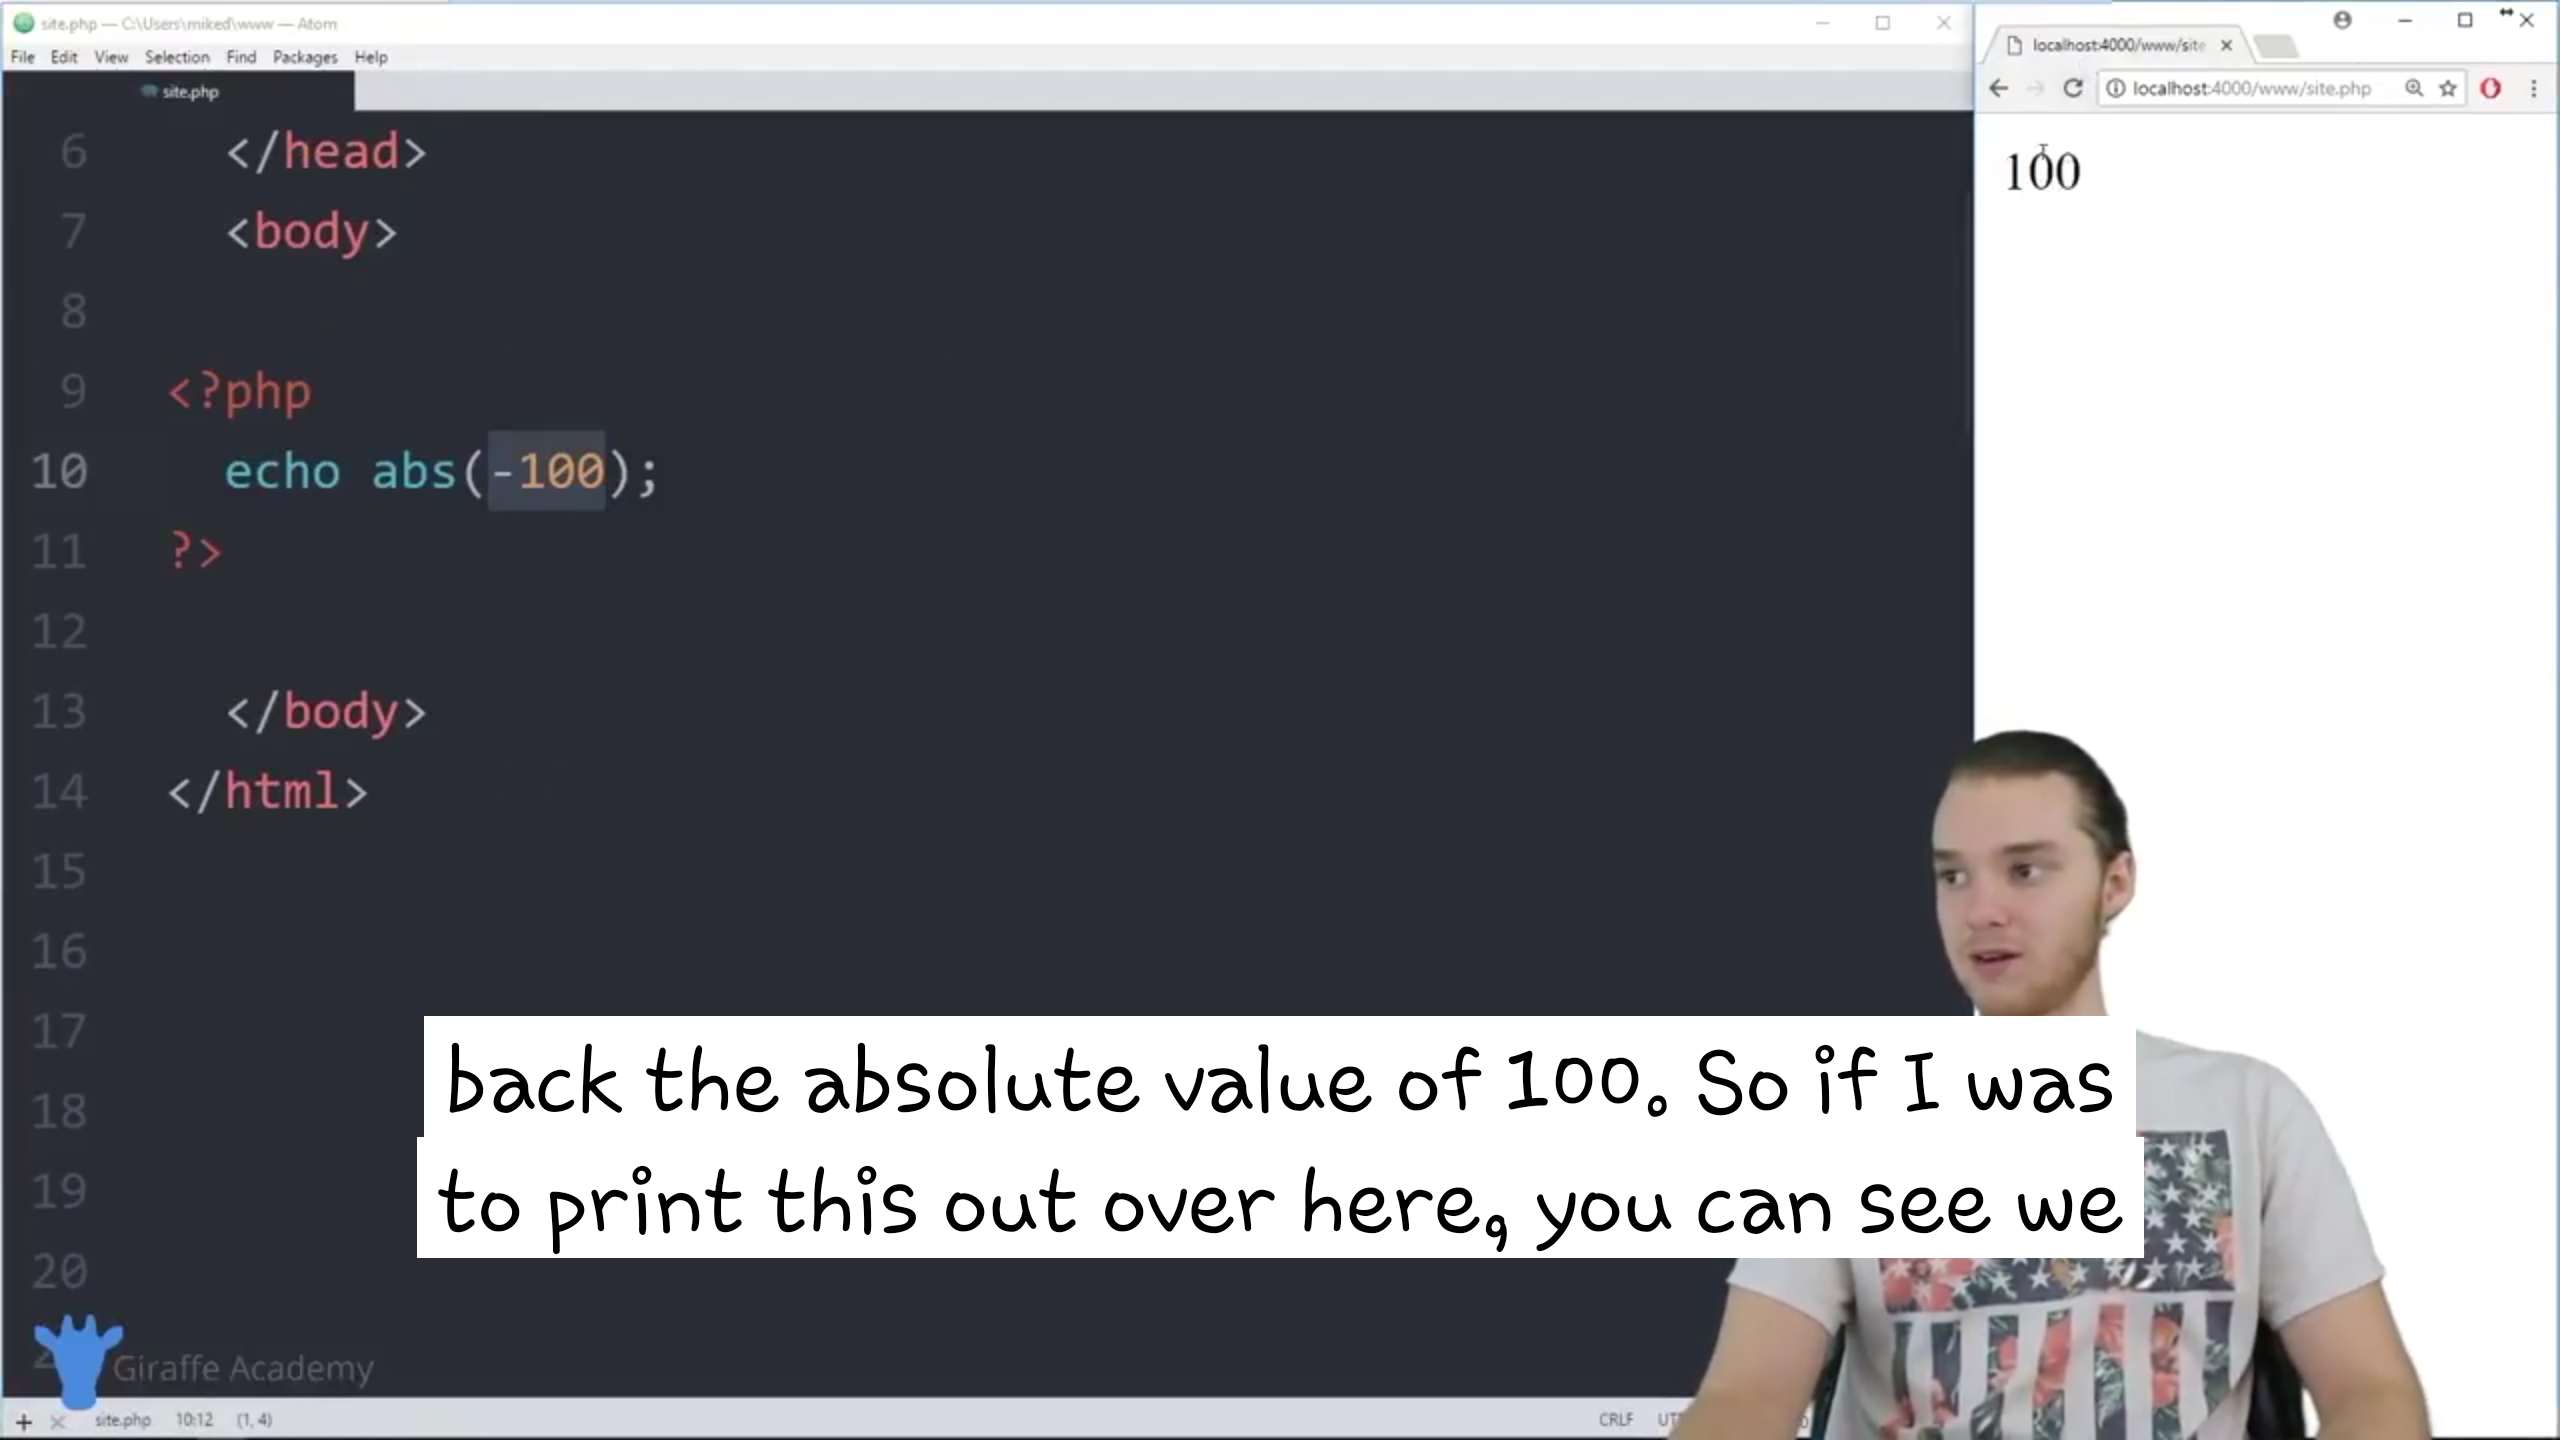 site.php — C:\Users\miked\www — Atom
File Edit View Selection Find Packages Help
site.php
localhost:4000/www/site
localhost:4000/www/site.php
100
6 </head>
7 <body>
8
9 <?php
10 echo abs(-100);
11 ?>
12
13 </body>
14 </html>
15
16
17
18
19
20
back the absolute value of 100. So if I was
to print this out over here, you can see we
Giraffe Academy
site.php 10:12 (1, 4)
CRLF